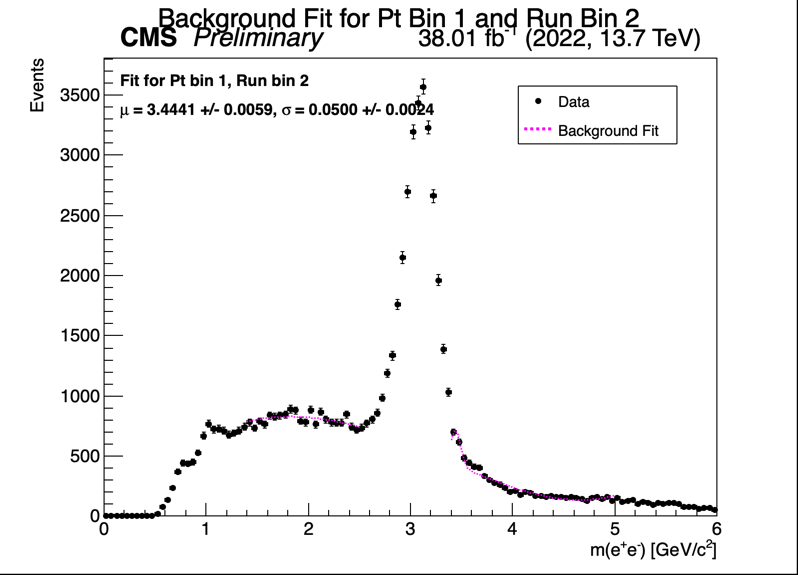 Background Fit for Pt Bin 1 and Run Bin 2
CMS Preliminary 38.01 fb⁻¹ (2022, 13.7 TeV)
Events
Fit for Pt bin 1, Run bin 2
μ = 3.4441 +/- 0.0059, σ = 0.0500 +/- 0.0024
Data
Background Fit
3500
3000
2500
2000
1500
1000
500
0
0 1 2 3 4 5 6
m(e⁺e⁻) [GeV/c²]